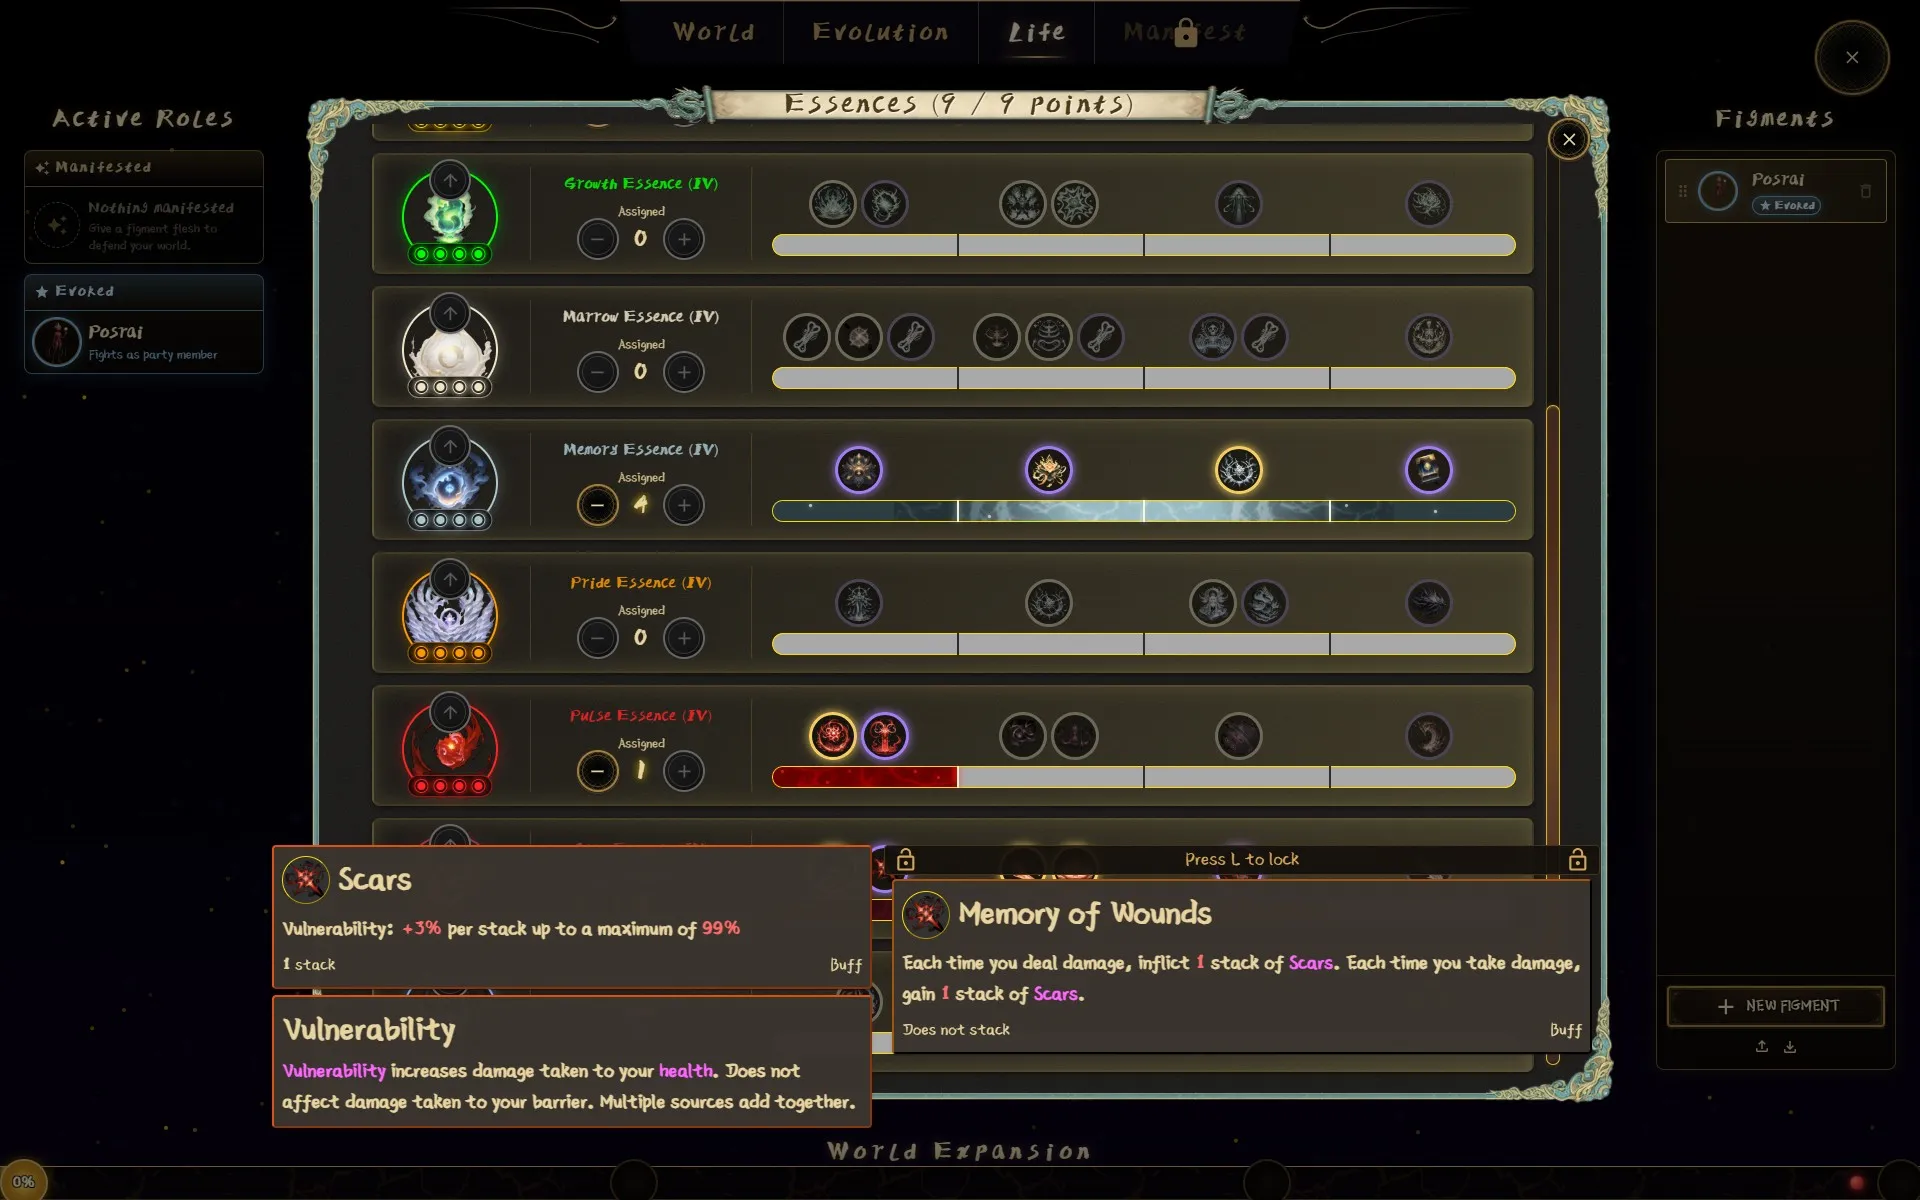 World
Evolution
Life
Manifest
Essences (9 / 9 points)
Active Roles
Manifested
Nothing manifested
Give a figment flesh to
defend your world.
Evoked
Posrai
Fights as party member
Growth Essence (IV)
Assigned
0
Marrow Essence (IV)
Assigned
0
Memory Essence (IV)
Assigned
4
Pride Essence (IV)
Assigned
0
Pulse Essence (IV)
Assigned
1
Scars
Vulnerability: +3% per stack up to a maximum of 99%
1 stack
Buff
Vulnerability
Vulnerability increases damage taken to your health. Does not
affect damage taken to your barrier. Multiple sources add together.
Press L to lock
Memory of Wounds
Each time you deal damage, inflict 1 stack of Scars. Each time you take damage,
gain 1 stack of Scars.
Does not stack
Buff
Figments
Posrai
Evoked
NEW FIGMENT
World Expansion
0%